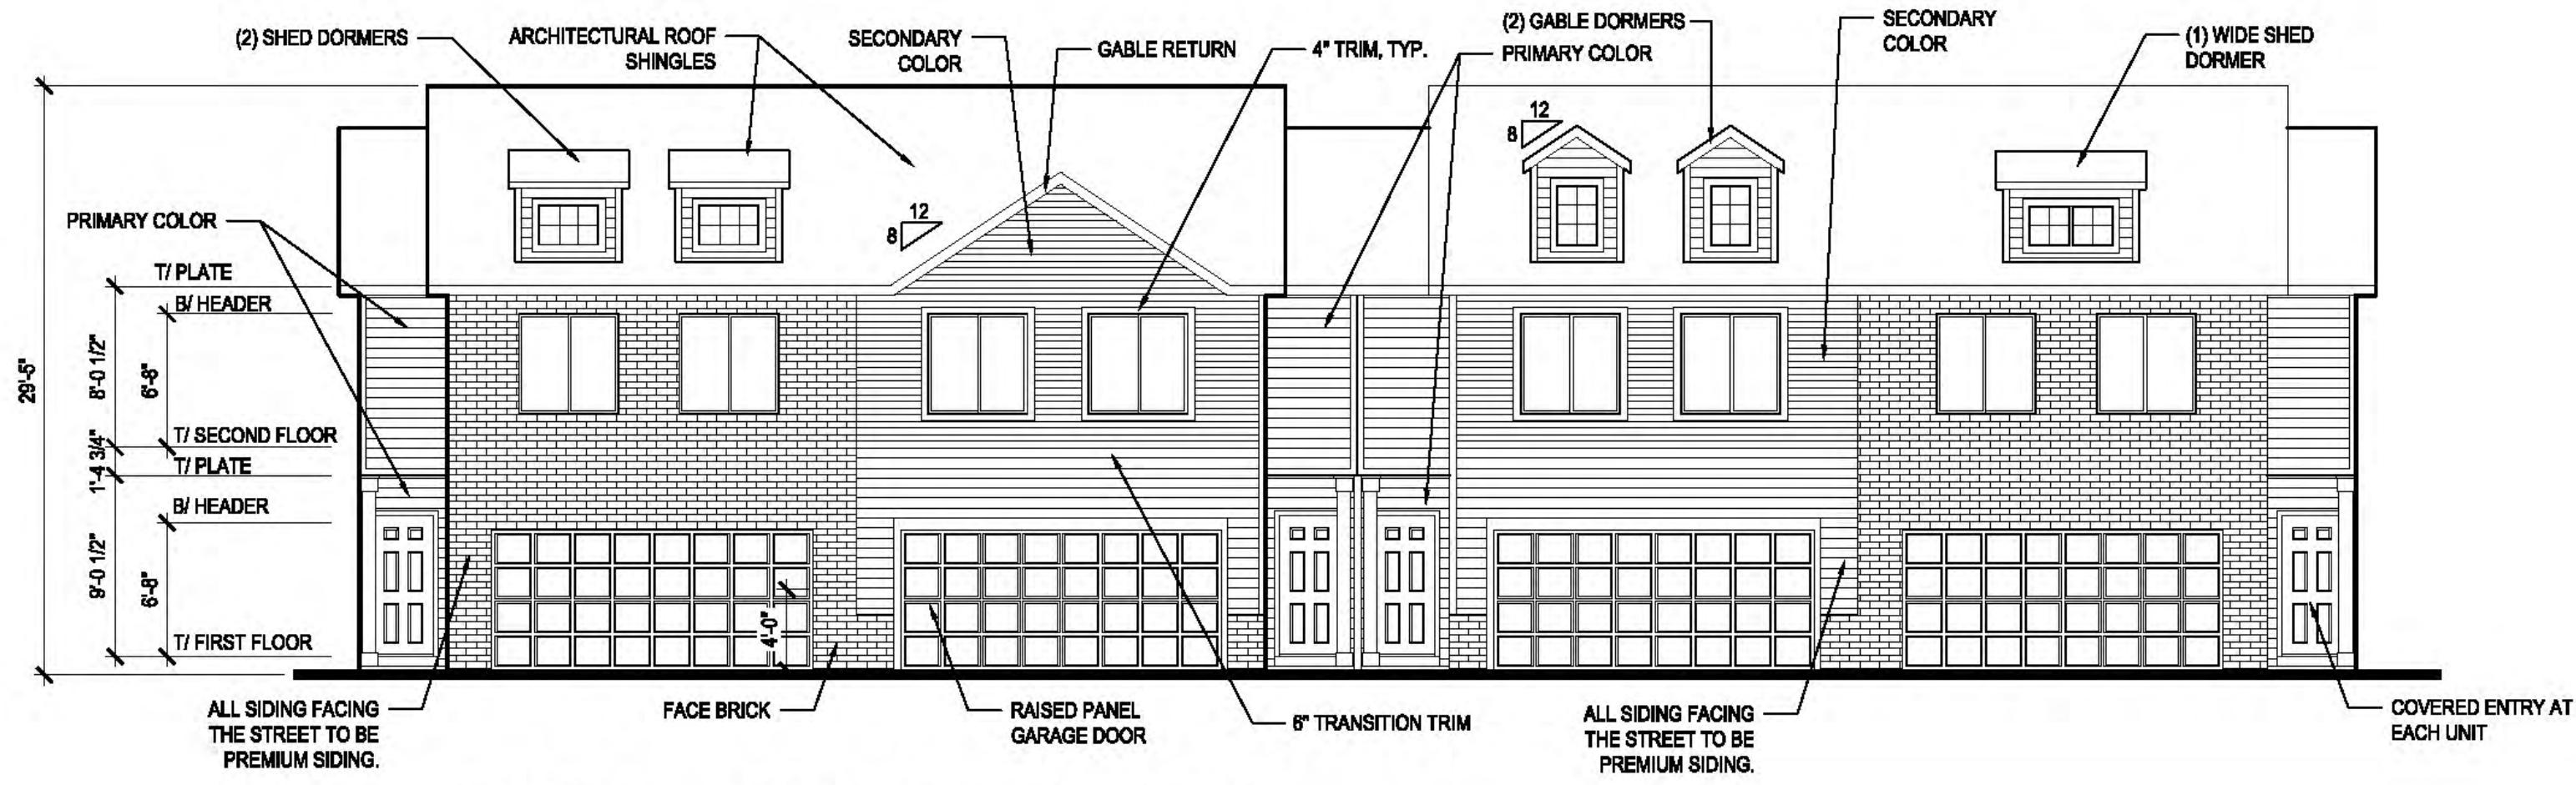 (2) SHED DORMERS
ARCHITECTURAL ROOF
SHINGLES
SECONDARY
COLOR
GABLE RETURN
4" TRIM, TYP.
(2) GABLE DORMERS
PRIMARY COLOR
SECONDARY
COLOR
(1) WIDE SHED
DORMER
12
8
12
8
PRIMARY COLOR
T/ PLATE
B/ HEADER
T/ SECOND FLOOR
T/ PLATE
B/ HEADER
T/ FIRST FLOOR
29'-5"
8'-0 1/2"
6'-8"
1'-4 3/4"
9'-0 1/2"
6'-8"
4'-0"
ALL SIDING FACING
THE STREET TO BE
PREMIUM SIDING.
FACE BRICK
RAISED PANEL
GARAGE DOOR
6" TRANSITION TRIM
ALL SIDING FACING
THE STREET TO BE
PREMIUM SIDING.
COVERED ENTRY AT
EACH UNIT